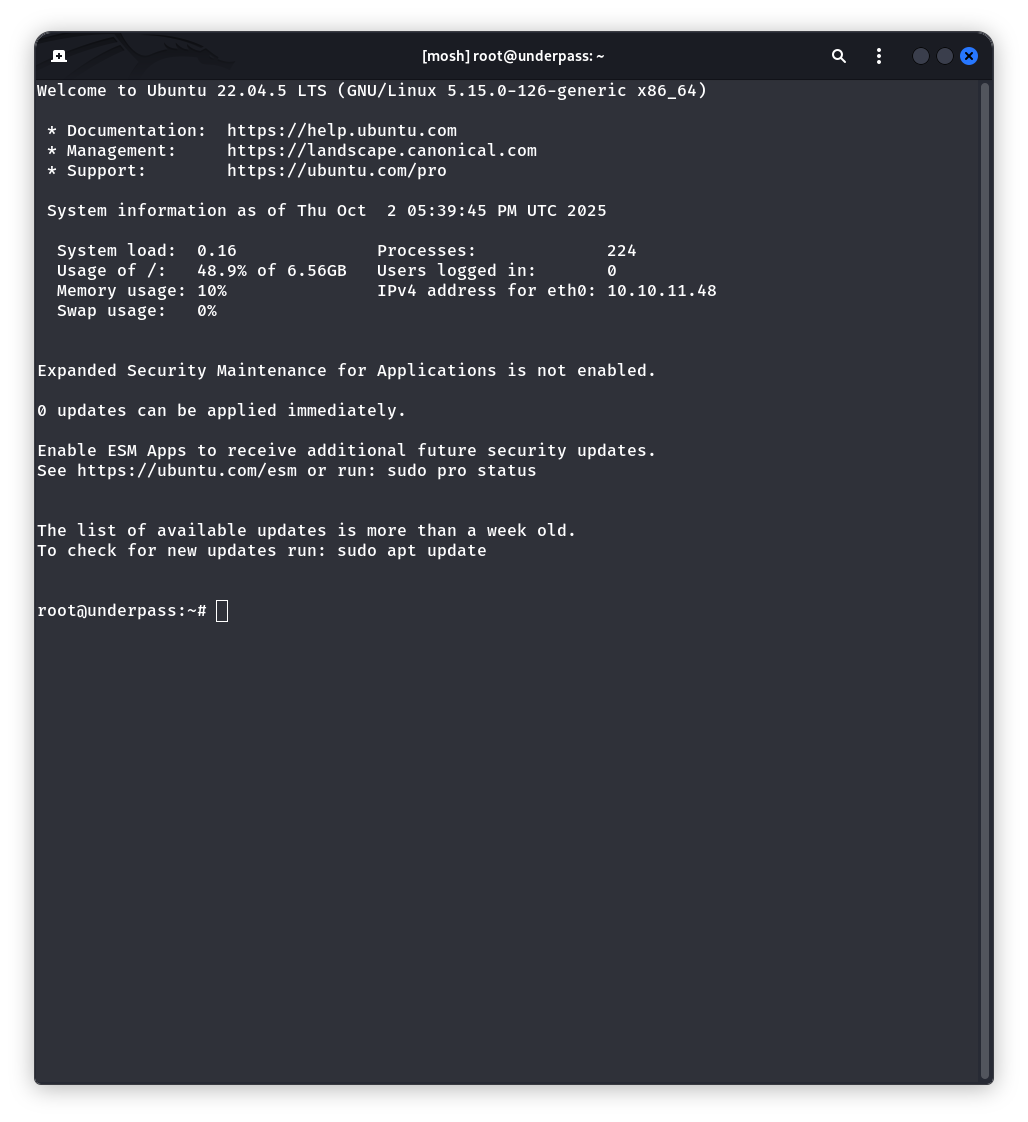 [mosh] root@underpass: ~
Welcome to Ubuntu 22.04.5 LTS (GNU/Linux 5.15.0-126-generic x86_64)

 * Documentation:  https://help.ubuntu.com
 * Management:     https://landscape.canonical.com
 * Support:        https://ubuntu.com/pro

 System information as of Thu Oct  2 05:39:45 PM UTC 2025

  System load:  0.16              Processes:             224
  Usage of /:   48.9% of 6.56GB   Users logged in:       0
  Memory usage: 10%               IPv4 address for eth0: 10.10.11.48
  Swap usage:   0%


Expanded Security Maintenance for Applications is not enabled.

0 updates can be applied immediately.

Enable ESM Apps to receive additional future security updates.
See https://ubuntu.com/esm or run: sudo pro status


The list of available updates is more than a week old.
To check for new updates run: sudo apt update


root@underpass:~#